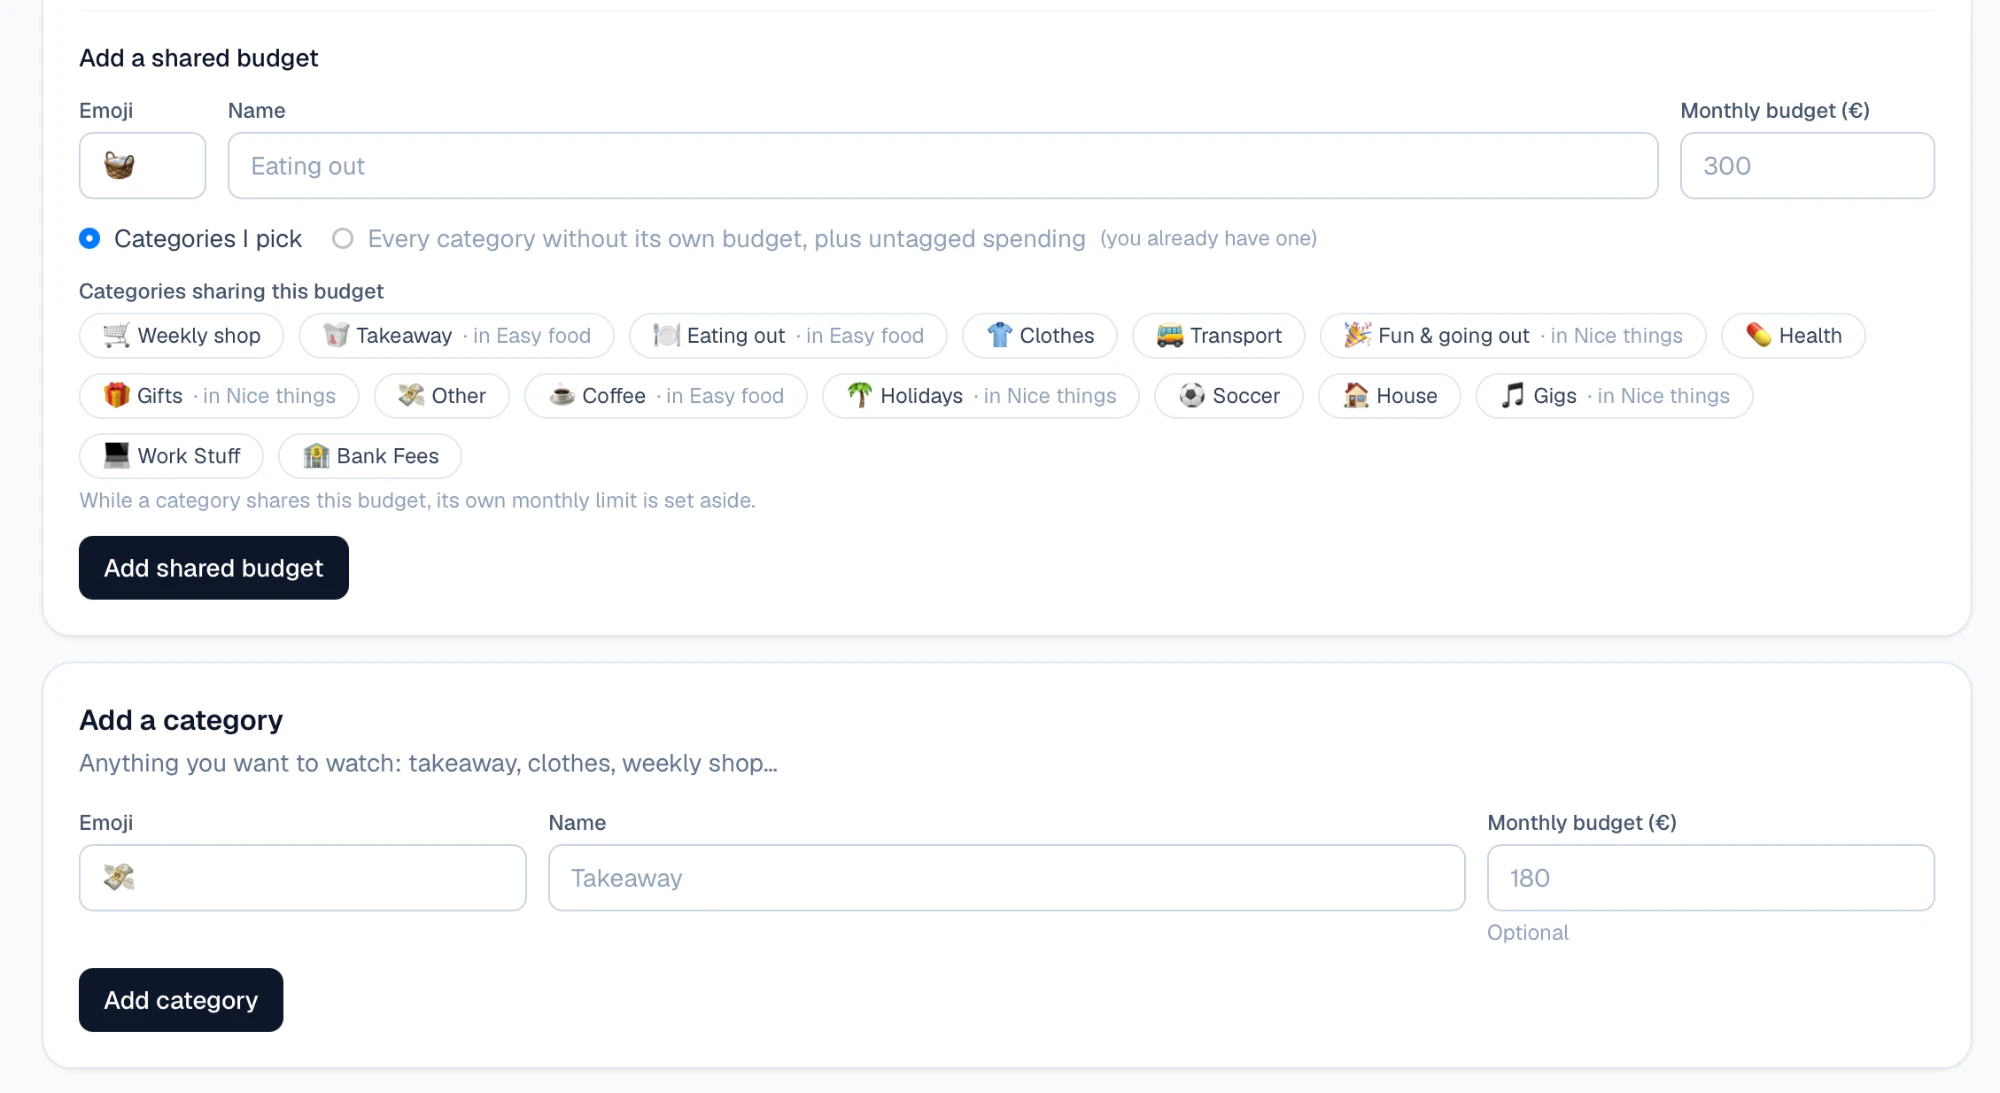 Add a shared budget
Emoji Name Monthly budget (€)
🧺 Eating out 300
Categories I pick Every category without its own budget, plus untagged spending (you already have one)
Categories sharing this budget
🛒 Weekly shop 🥡 Takeaway · in Easy food 🍽️ Eating out · in Easy food 👕 Clothes 🚌 Transport 🎉 Fun & going out · in Nice things 💊 Health
🎁 Gifts · in Nice things 💸 Other ☕ Coffee · in Easy food 🌴 Holidays · in Nice things ⚽ Soccer 🏠 House 🎵 Gigs · in Nice things
💻 Work Stuff 🏦 Bank Fees
While a category shares this budget, its own monthly limit is set aside.
Add shared budget
Add a category
Anything you want to watch: takeaway, clothes, weekly shop...
Emoji Name Monthly budget (€)
💸 Takeaway 180
Optional
Add category